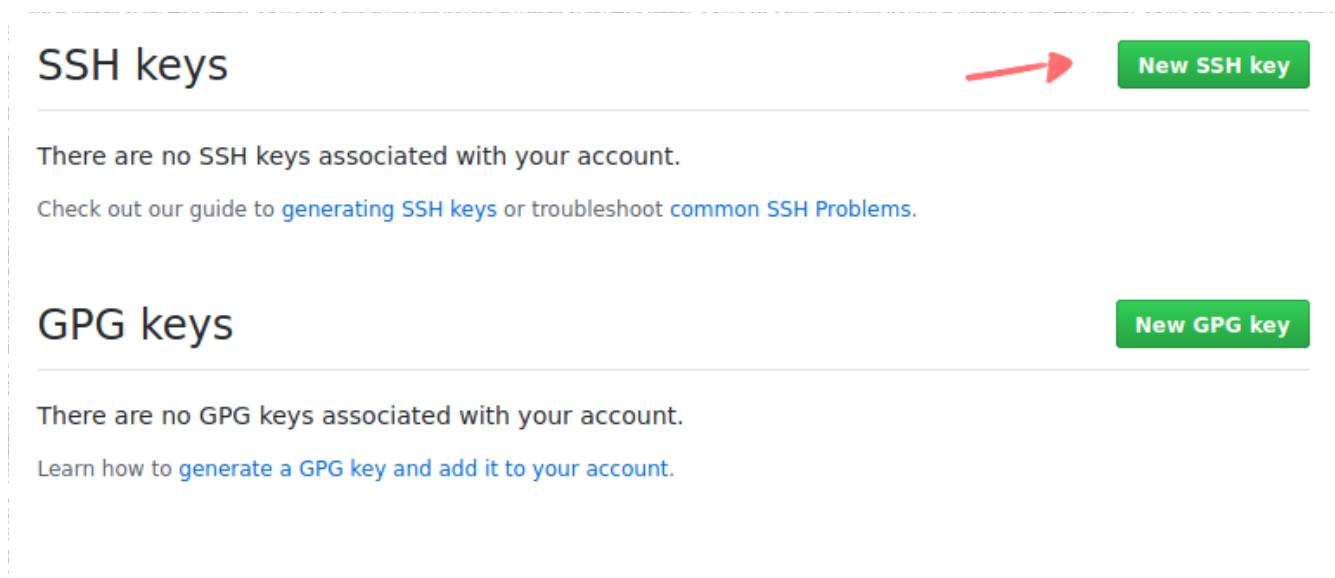 SSH keys
New SSH key
There are no SSH keys associated with your account.
Check out our guide to generating SSH keys or troubleshoot common SSH Problems.
GPG keys
New GPG key
There are no GPG keys associated with your account.
Learn how to generate a GPG key and add it to your account.